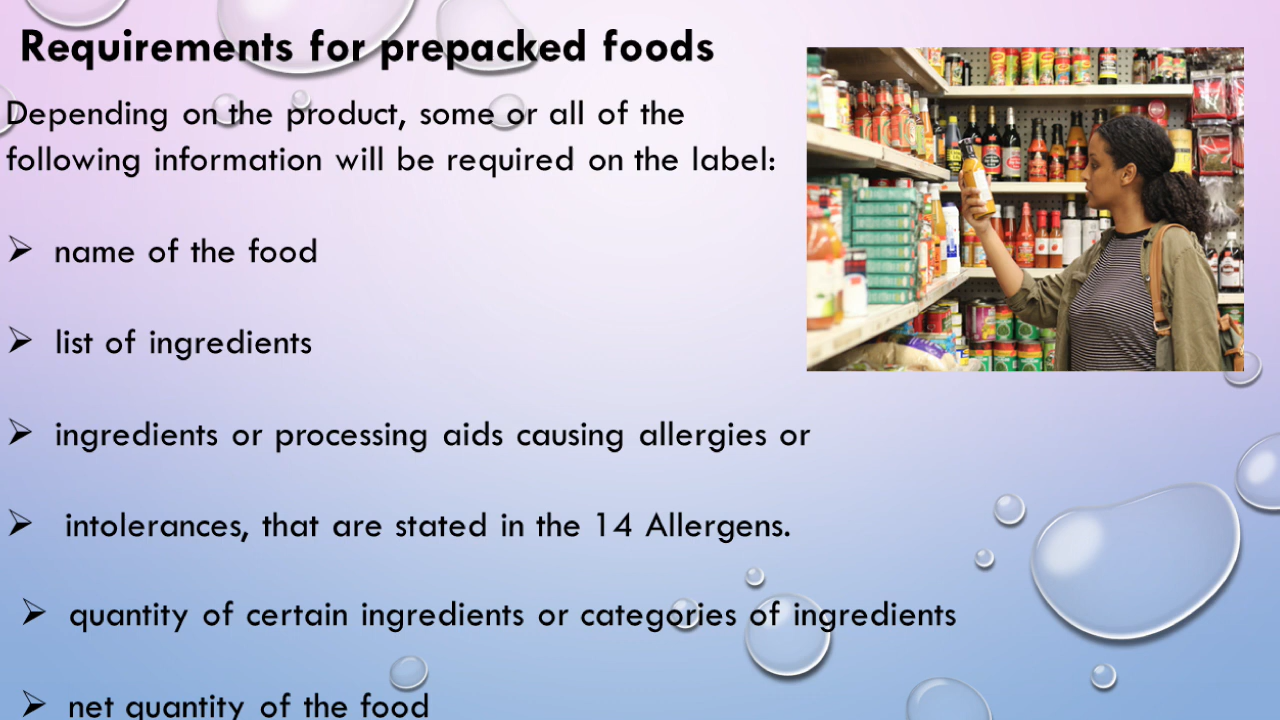 Requirements for prepacked foods
Depending on the product, some or all of the
following information will be required on the label:
➢ name of the food
➢ list of ingredients
➢ ingredients or processing aids causing allergies or
➢ intolerances, that are stated in the 14 Allergens.
➢ quantity of certain ingredients or categories of ingredients
➢ net quantity of the food